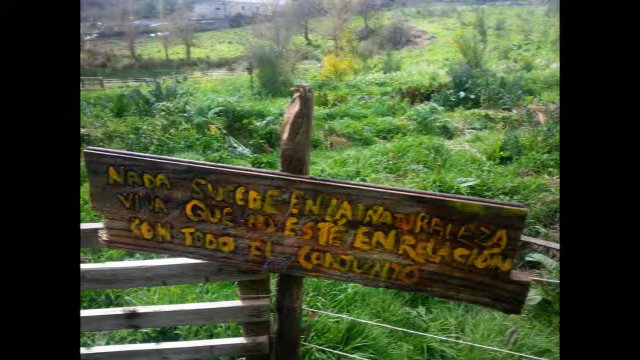 NADA SUCEDE EN LA NATURALEZA
VIVA QUE NO ESTÉ EN RELACIÓN
CON TODO EL CONJUNTO